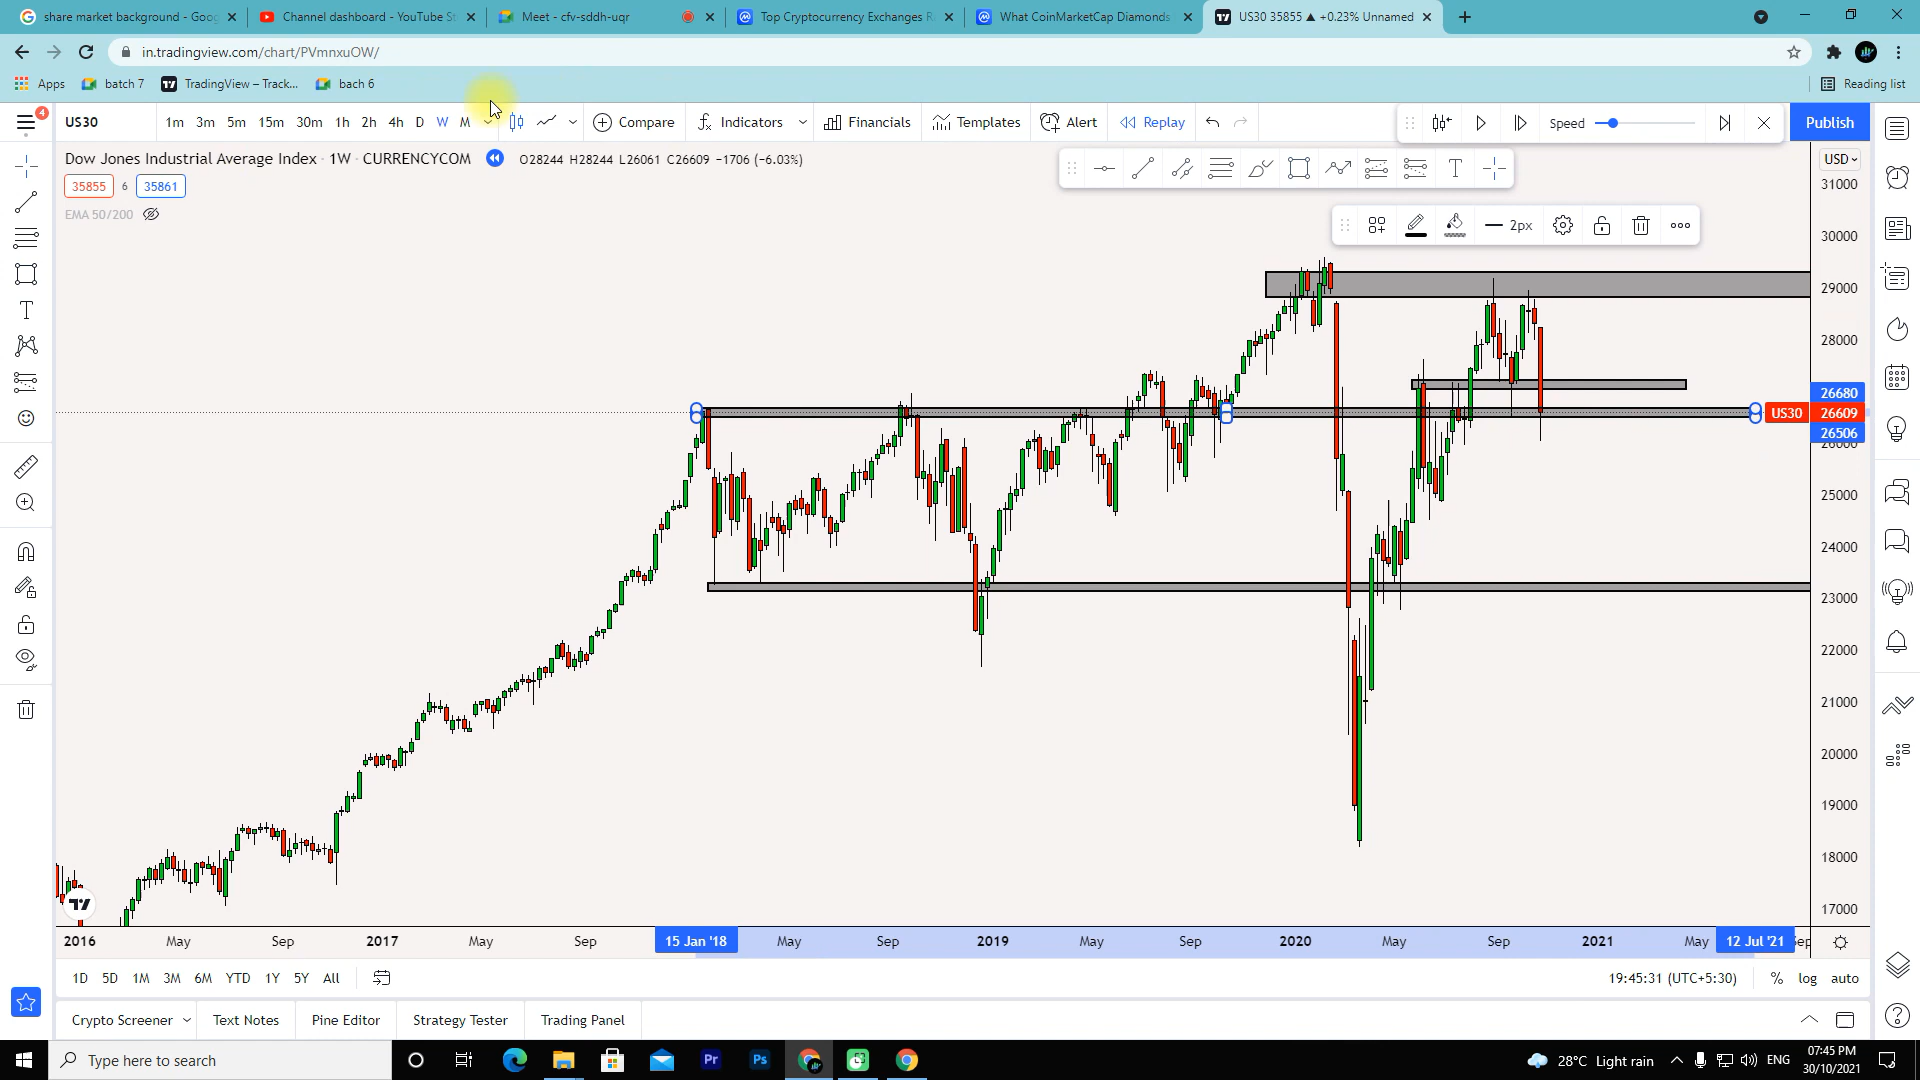 share market background - Goog
Channel dashboard - YouTube St
Meet - cfv-sddh-uqr
Top Cryptocurrency Exchanges R
What CoinMarketCap Diamonds
US30 35855 ▲ +0.23% Unnamed
in.tradingview.com/chart/PVmnxuOW/
Apps
batch 7
TradingView – Track...
bach 6
Reading list
4
US30
1m 3m 5m 15m 30m 1h 2h 4h D W M
Compare
Indicators
Financials
Templates
Alert
Replay
Speed
Publish
Dow Jones Industrial Average Index · 1W · CURRENCYCOM
O28244 H28244 L26061 C26609 −1706 (−6.03%)
USD
35855 6 35861
EMA 50/200
2px
31000
30000
29000
28000
26680
US30 26609
26506
26000
25000
24000
23000
22000
21000
20000
19000
18000
17000
2016 May Sep 2017 May Sep 15 Jan '18 May Sep 2019 May Sep 2020 May Sep 2021 May 12 Jul '21 Sep
1D 5D 1M 3M 6M YTD 1Y 5Y All
19:45:31 (UTC+5:30)
% log auto
Crypto Screener
Text Notes
Pine Editor
Strategy Tester
Trading Panel
Type here to search
Pr
Ps
28°C Light rain
ENG
07:45 PM
30/10/2021